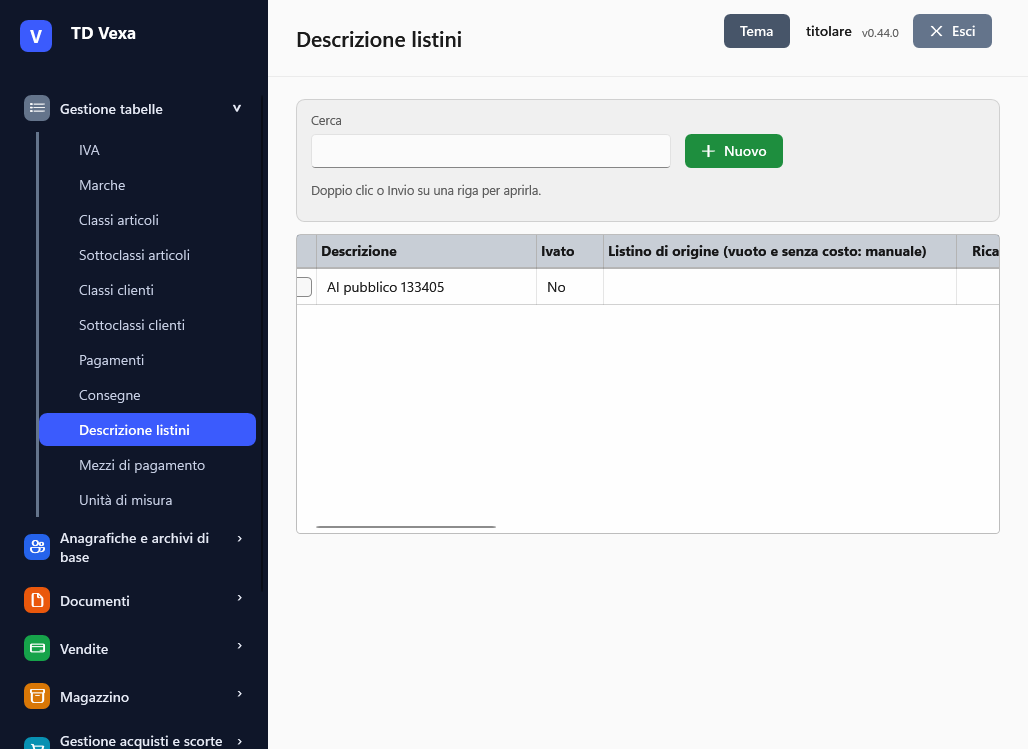 V TD Vexa
Descrizione listini
Tema
titolare v0.44.0
Esci
Gestione tabelle
IVA
Marche
Classi articoli
Sottoclassi articoli
Classi clienti
Sottoclassi clienti
Pagamenti
Consegne
Descrizione listini
Mezzi di pagamento
Unità di misura
Anagrafiche e archivi di
base
Documenti
Vendite
Magazzino
Gestione acquisti e scorte
Cerca
Nuovo
Doppio clic o Invio su una riga per aprirla.
Descrizione Ivato Listino di origine (vuoto e senza costo: manuale) Rica
Al pubblico 133405 No